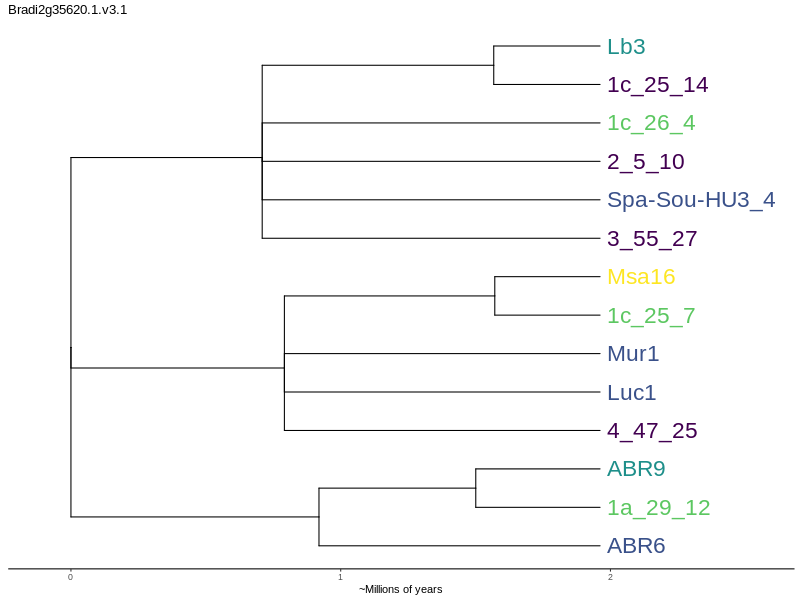 Bradi2g35620.1.v3.1
Lb3
1c_25_14
1c_26_4
2_5_10
Spa-Sou-HU3_4
3_55_27
Msa16
1c_25_7
Mur1
Luc1
4_47_25
ABR9
1a_29_12
ABR6
0 1 2
~Millions of years